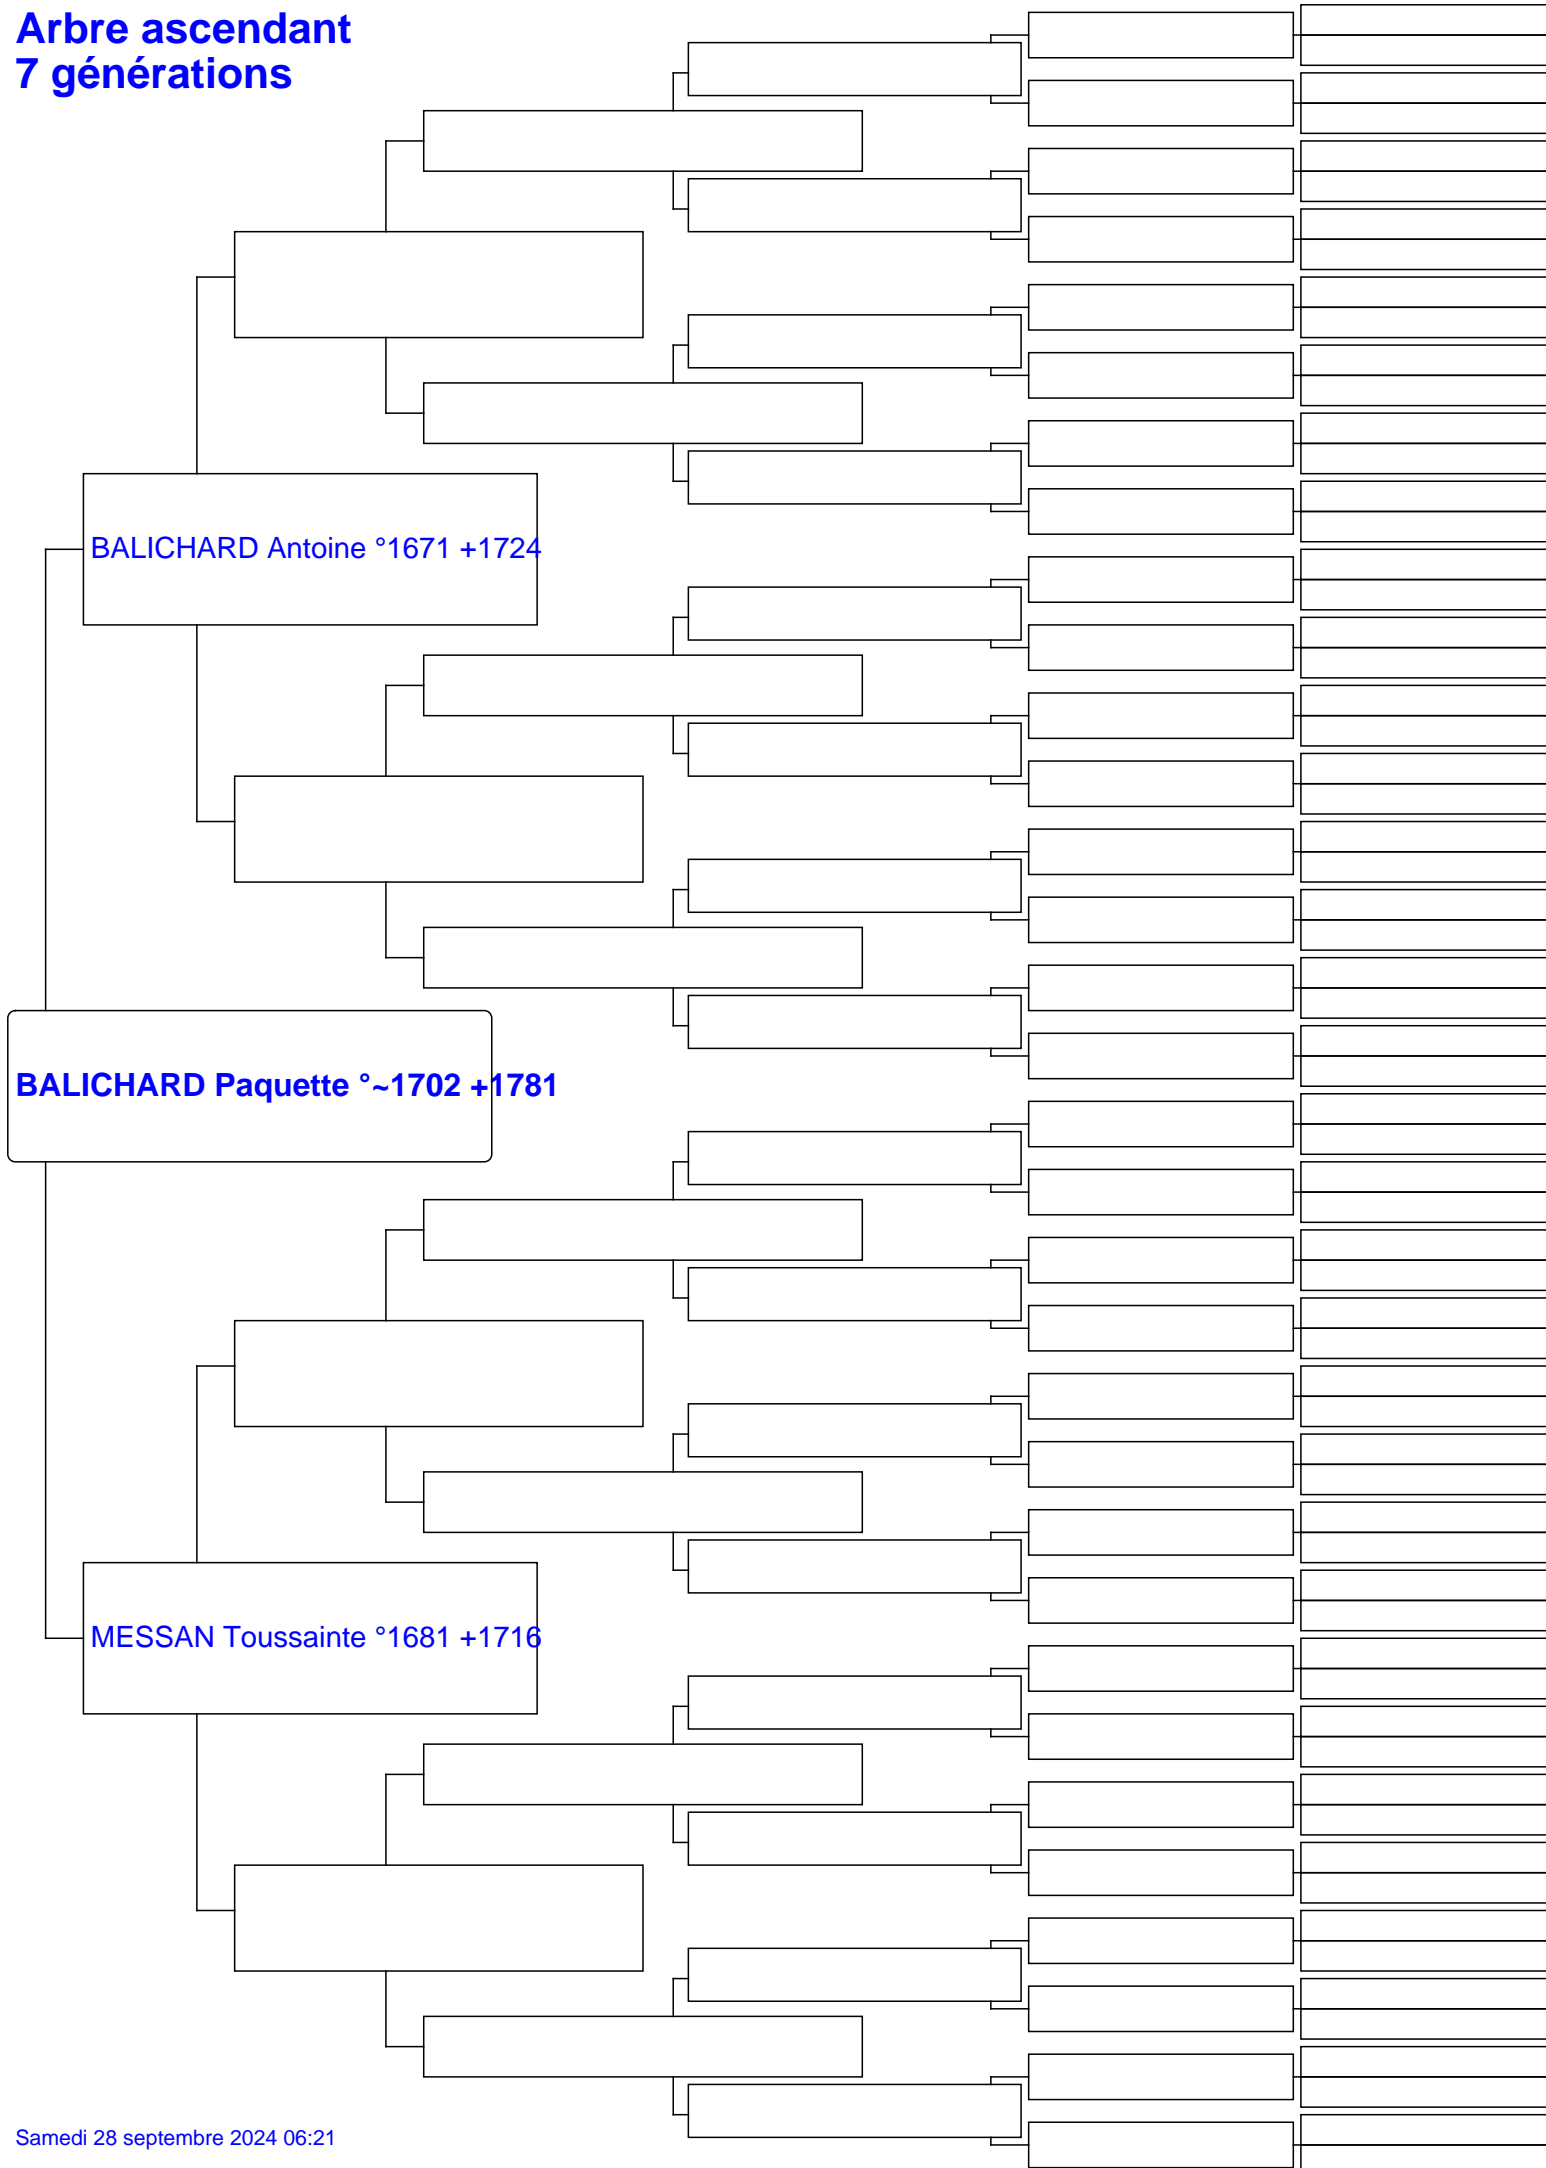 Arbre ascendant
7 générations
BALICHARD Antoine °1671 +1724
BALICHARD Paquette °~1702 +1781
MESSAN Toussainte °1681 +1716
Samedi 28 septembre 2024 06:21